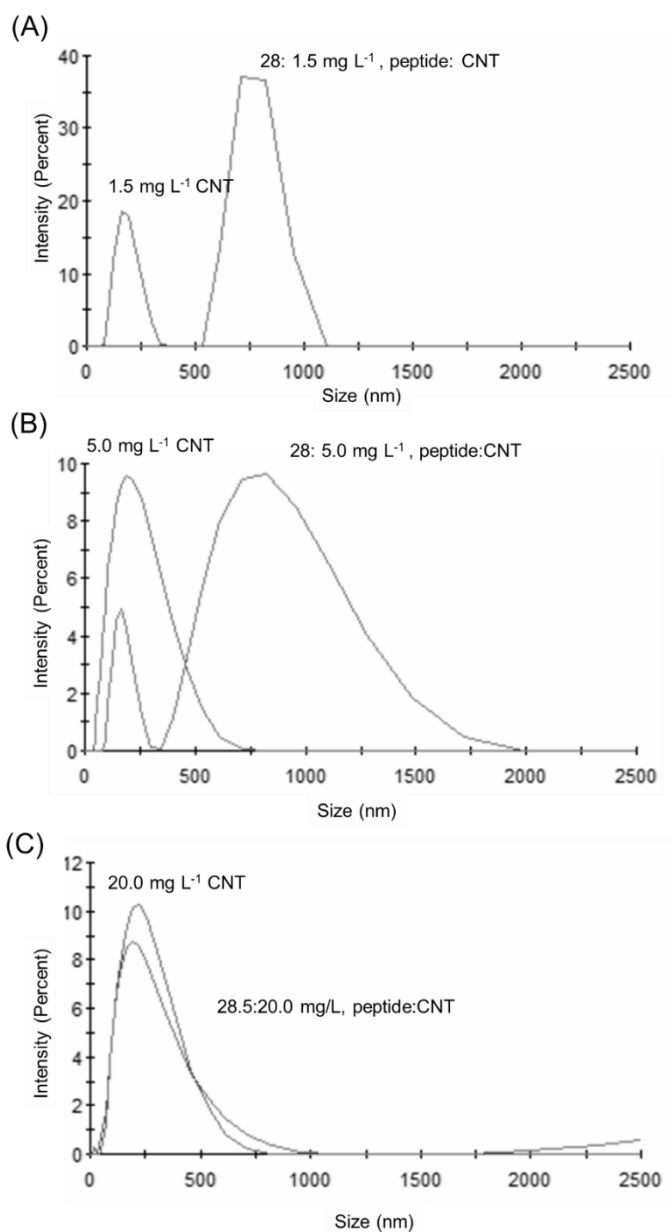 (A)
40
30
20
10
0
Intensity (Percent)
28: 1.5 mg L-1 , peptide: CNT
1.5 mg L-1 CNT
0 500 1000 1500 2000 2500
Size (nm)
(B)
5.0 mg L-1 CNT
28: 5.0 mg L-1 , peptide:CNT
10
8
6
4
2
0
Intensity (Percent)
0 500 1000 1500 2000 2500
Size (nm)
(C)
12
10
8
6
4
2
0
Intensity (Percent)
20.0 mg L-1 CNT
28.5:20.0 mg/L, peptide:CNT
0 500 1000 1500 2000 2500
Size (nm)